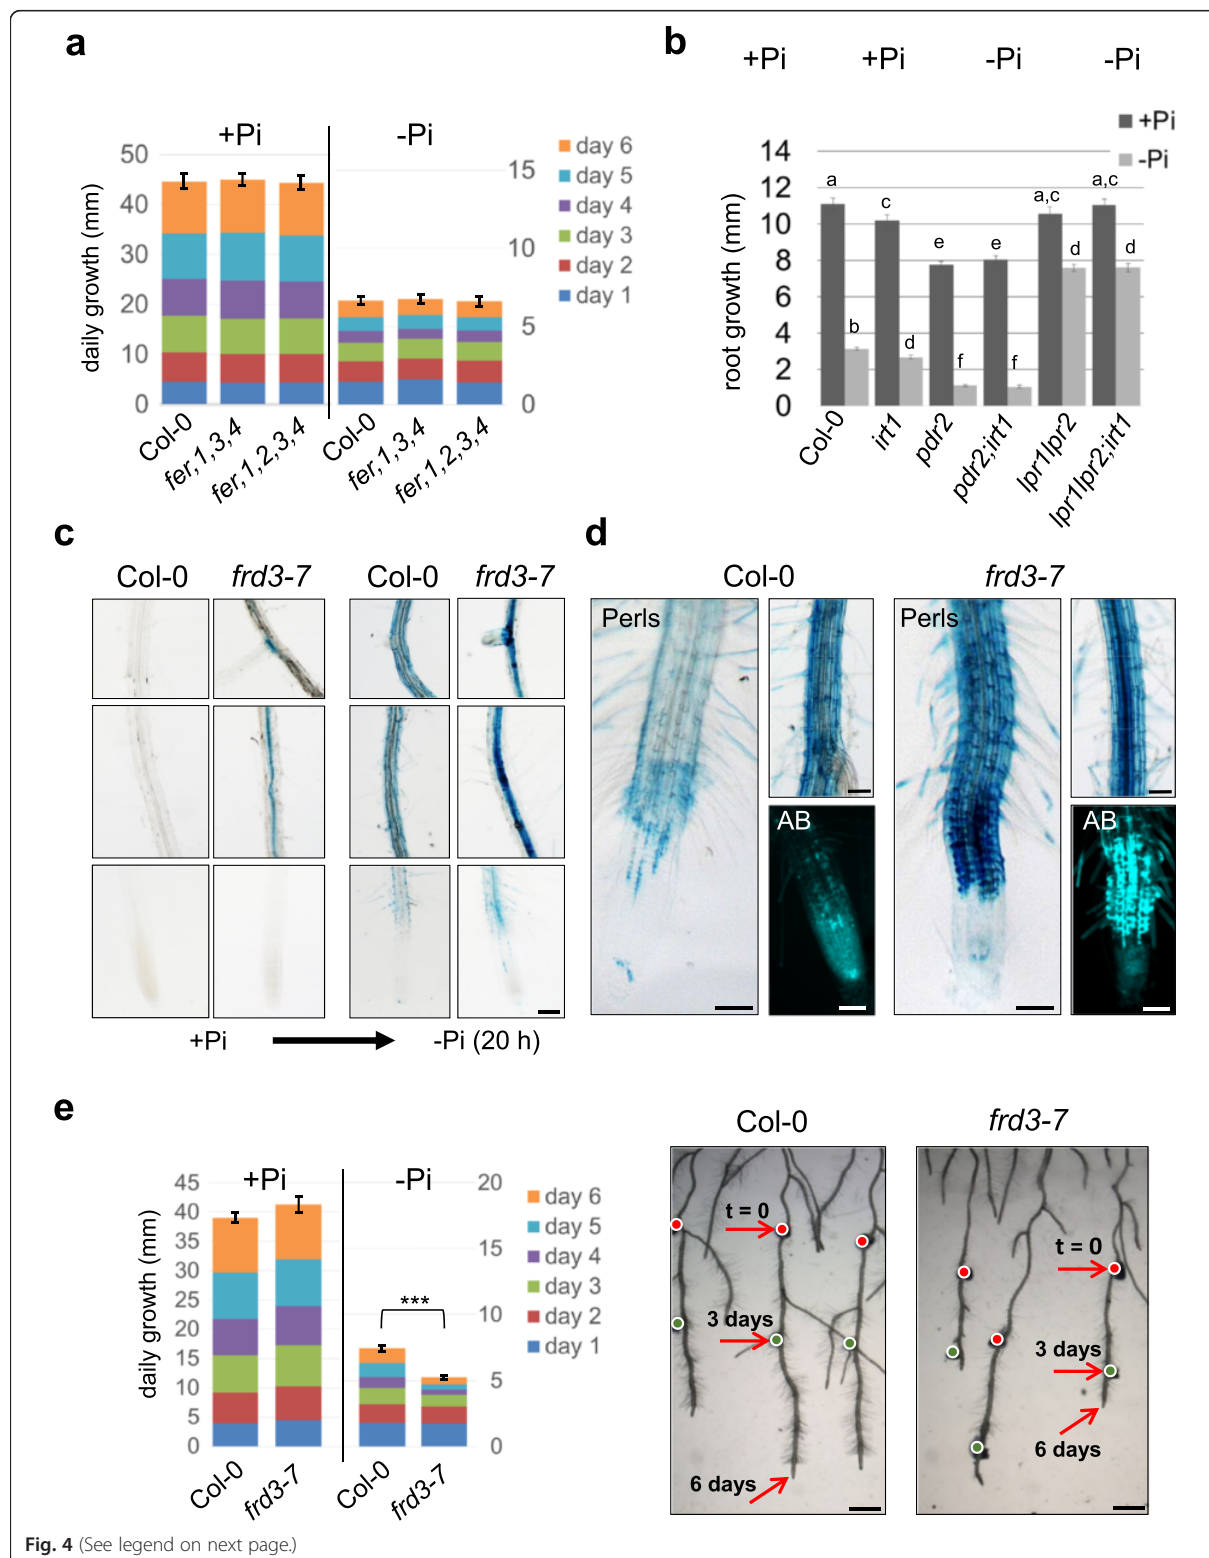 a
+Pi
-Pi
daily growth (mm)
50
40
30
20
10
0
15
10
5
0
day 6
day 5
day 4
day 3
day 2
day 1
Col-0
fer,1,3,4
fer,1,2,3,4
Col-0
fer,1,3,4
fer,1,2,3,4
b
+Pi +Pi -Pi -Pi
+Pi
-Pi
root growth (mm)
14
12
10
8
6
4
2
0
a
b
c
d
e
f
e
f
a,c
d
a,c
d
Col-0
irt1
pdr2
pdr2;irt1
lpr1lpr2
lpr1lpr2;irt1
c
Col-0 frd3-7 Col-0 frd3-7
+Pi -Pi (20 h)
d
Col-0 frd3-7
Perls
AB
Perls
AB
e
+Pi
-Pi
daily growth (mm)
45
40
35
30
25
20
15
10
5
0
20
15
10
5
0
***
day 6
day 5
day 4
day 3
day 2
day 1
Col-0
frd3-7
Col-0
frd3-7
Col-0
t = 0
3 days
6 days
frd3-7
t = 0
3 days
6 days
Fig. 4 (See legend on next page.)